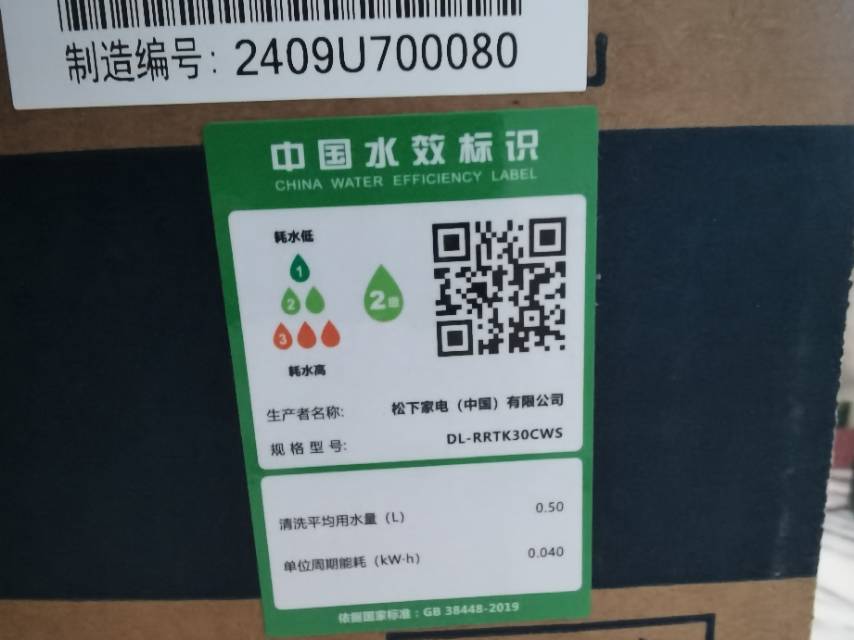 制造编号: 2409U700080
中国水效标识
CHINA WATER EFFICIENCY LABEL
耗水低
1
2
2级
3
耗水高
生产者名称: 松下家电（中国）有限公司
规格型号: DL-RRTK30CWS
清洗平均用水量（L） 0.50
单位周期能耗（kW·h） 0.040
依据国家标准：GB 38448-2019